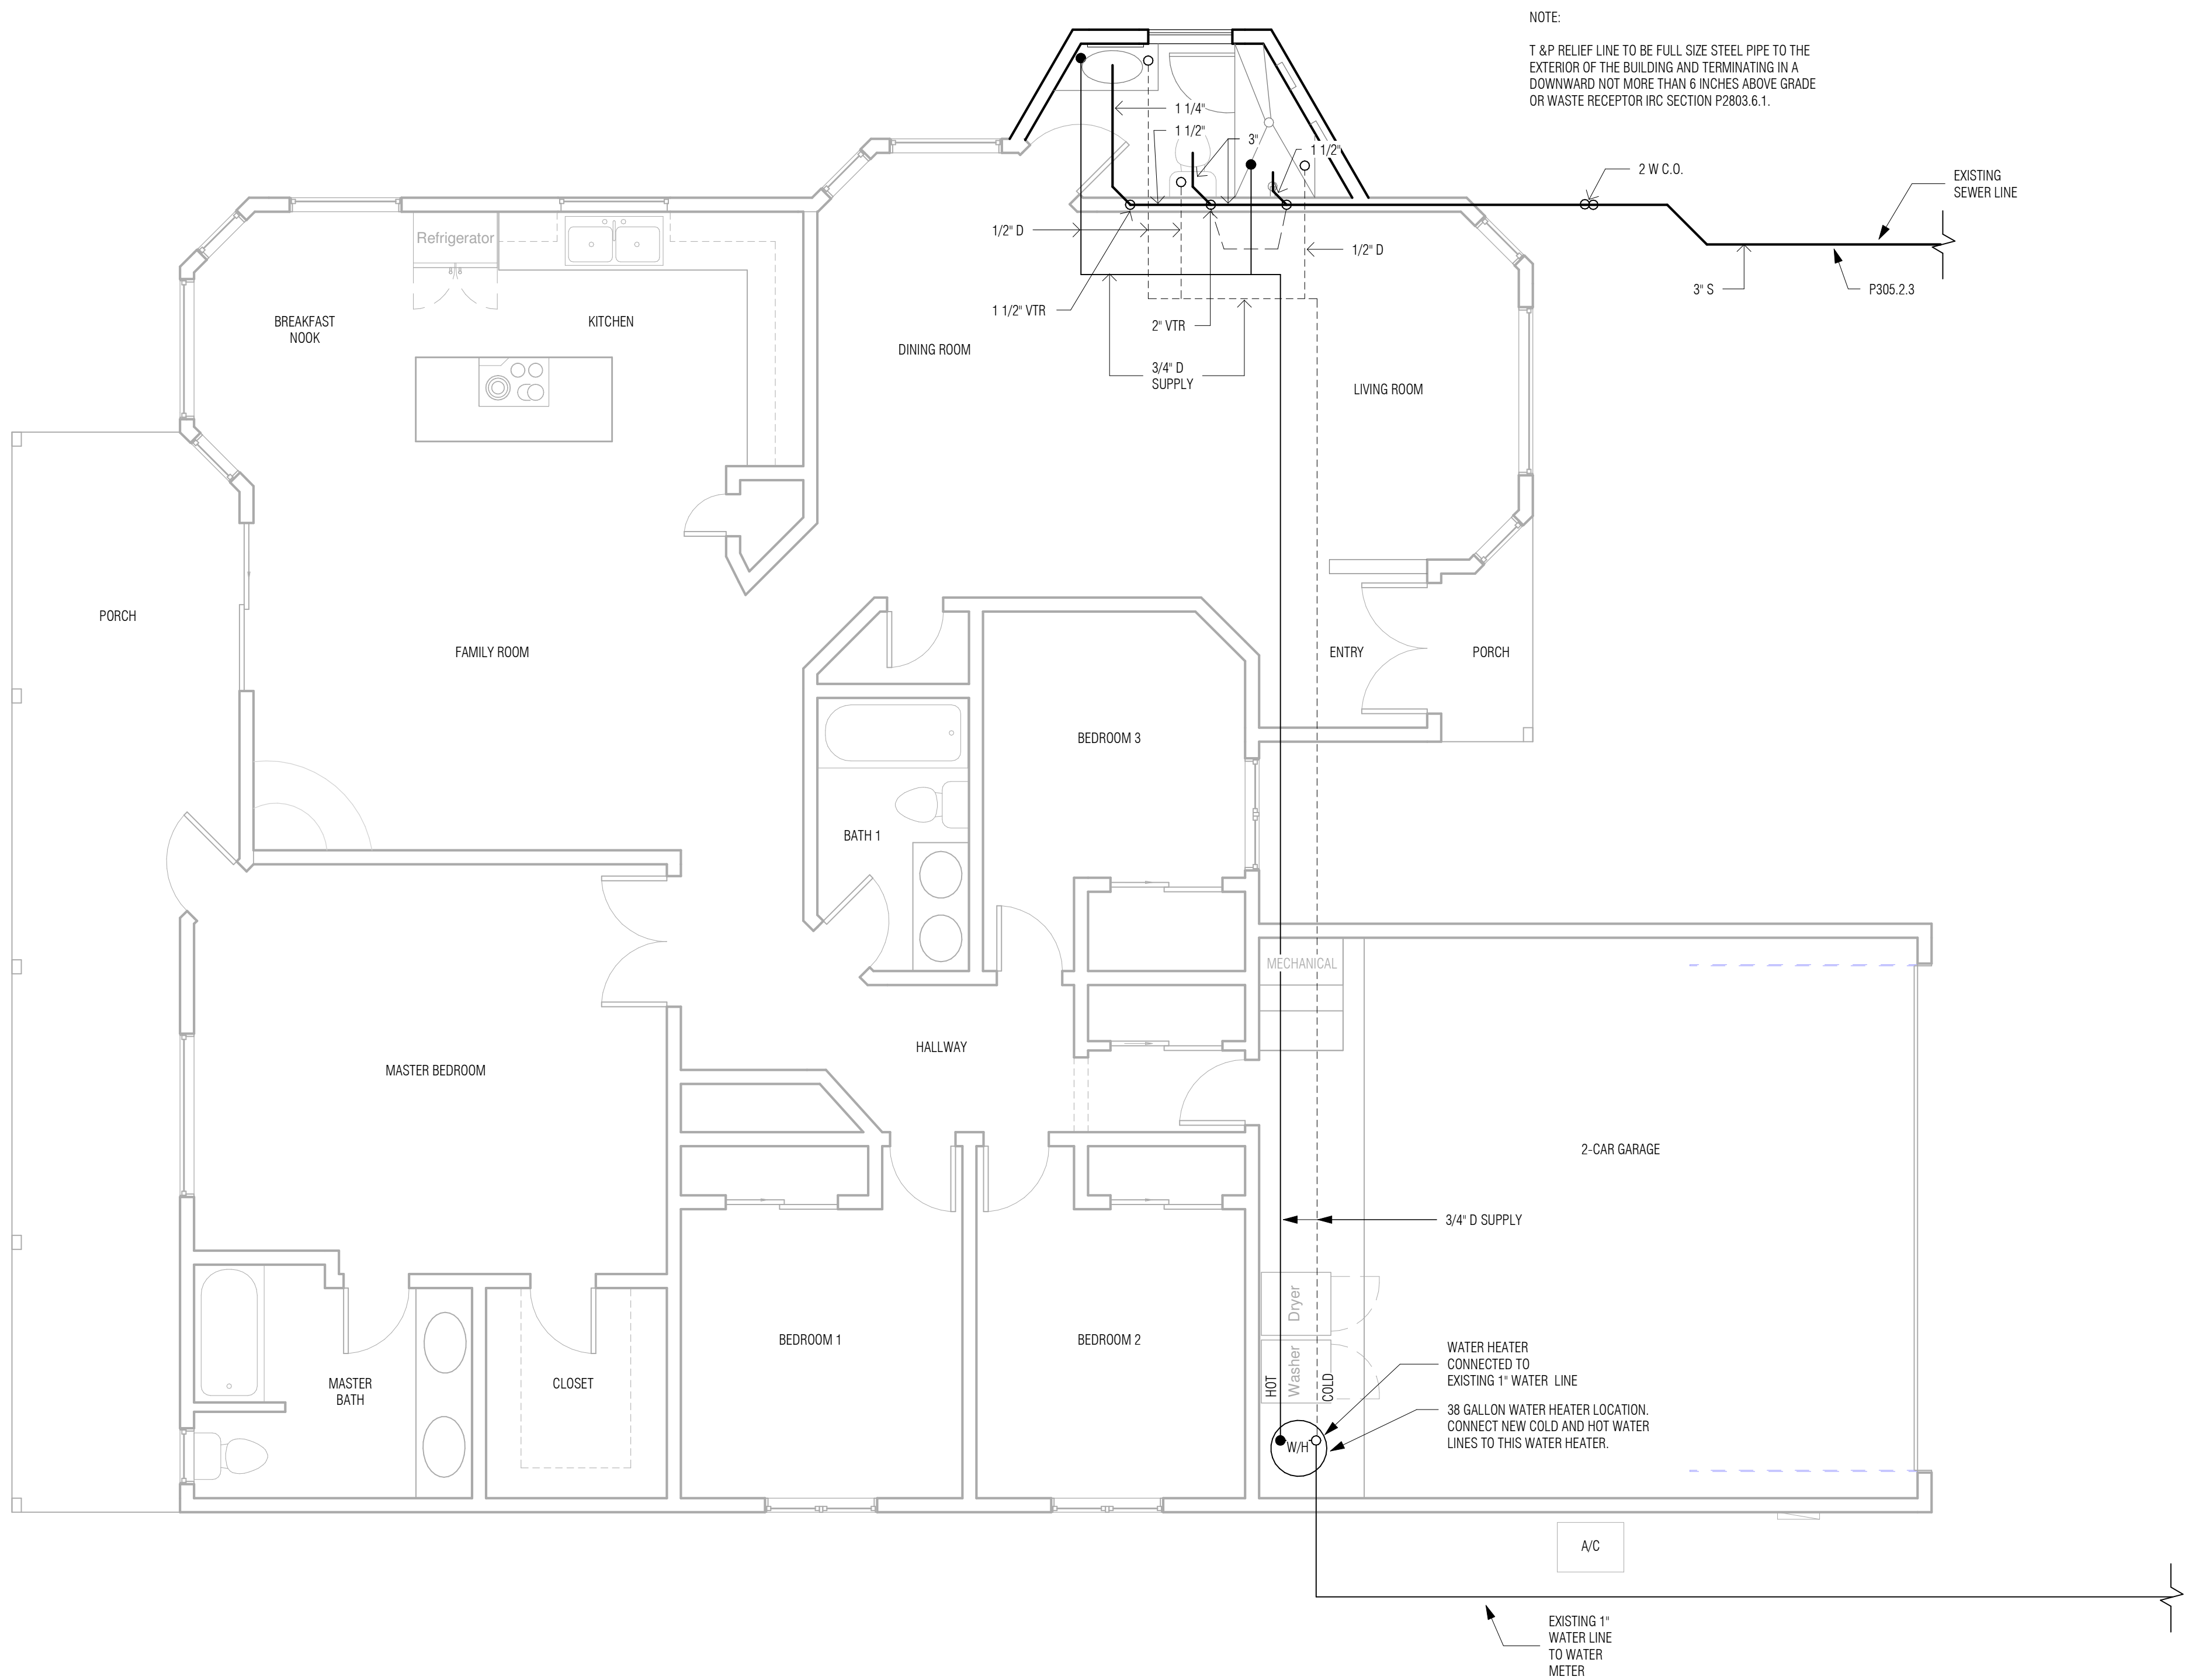 NOTE:
T &P RELIEF LINE TO BE FULL SIZE STEEL PIPE TO THE
EXTERIOR OF THE BUILDING AND TERMINATING IN A
DOWNWARD NOT MORE THAN 6 INCHES ABOVE GRADE
OR WASTE RECEPTOR IRC SECTION P2803.6.1.
1 1/4"
1 1/2"
3"
1 1/2"
2 W C.O.
EXISTING
SEWER LINE
Refrigerator
1/2" D
1/2" D
3" S
P305.2.3
1 1/2" VTR
2" VTR
BREAKFAST
NOOK
KITCHEN
DINING ROOM
3/4" D
SUPPLY
LIVING ROOM
PORCH
FAMILY ROOM
ENTRY
PORCH
BEDROOM 3
BATH 1
MECHANICAL
HALLWAY
MASTER BEDROOM
2-CAR GARAGE
3/4" D SUPPLY
Dryer
BEDROOM 1
BEDROOM 2
WATER HEATER
CONNECTED TO
EXISTING 1" WATER LINE
MASTER
BATH
CLOSET
HOT
Washer
COLD
38 GALLON WATER HEATER LOCATION.
CONNECT NEW COLD AND HOT WATER
LINES TO THIS WATER HEATER.
W/H
A/C
EXISTING 1"
WATER LINE
TO WATER
METER